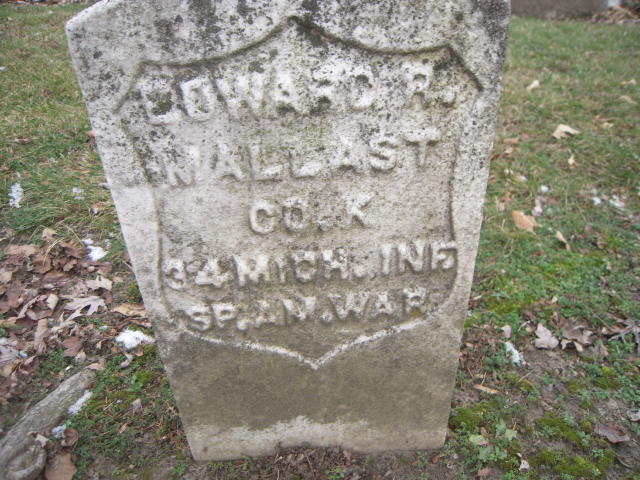 EDWARD R.
MALLAST
CO. K
34 MICH. INF
SP. AM. WAR.